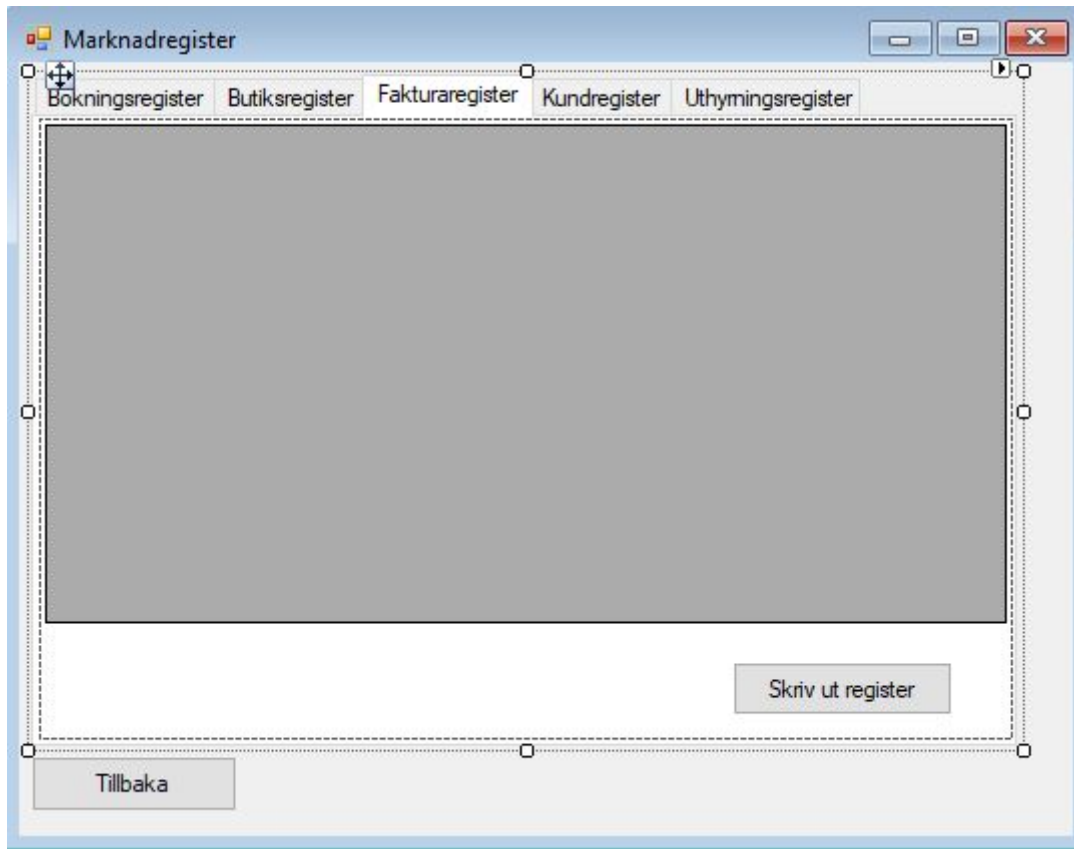 Marknadregister
Bokningsregister Butiksregister Fakturaregister Kundregister Uthyrningsregister
Skriv ut register
Tillbaka